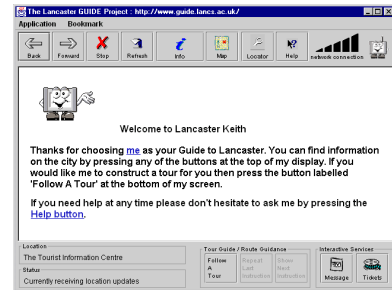 The Lancaster GUIDE Project : http://www.guide.lancs.ac.uk/
Application Bookmark
Back Forward Stop Refresh Info Map Locator Help network connection
Welcome to Lancaster Keith
Thanks for choosing me as your Guide to Lancaster. You can find information
on the city by pressing any of the buttons at the top of my display. If you
would like me to construct a tour for you then press the button labelled
'Follow A Tour' at the bottom of my screen.
If you need help at any time please don't hesitate to ask me by pressing the
Help button.
Location
The Tourist Information Centre
Status
Currently receiving location updates
Tour Guide / Route Guidance
Follow
A
Tour
Repeat
Last
Instruction
Show
Next
Instruction
Interactive Services
Message Tickets